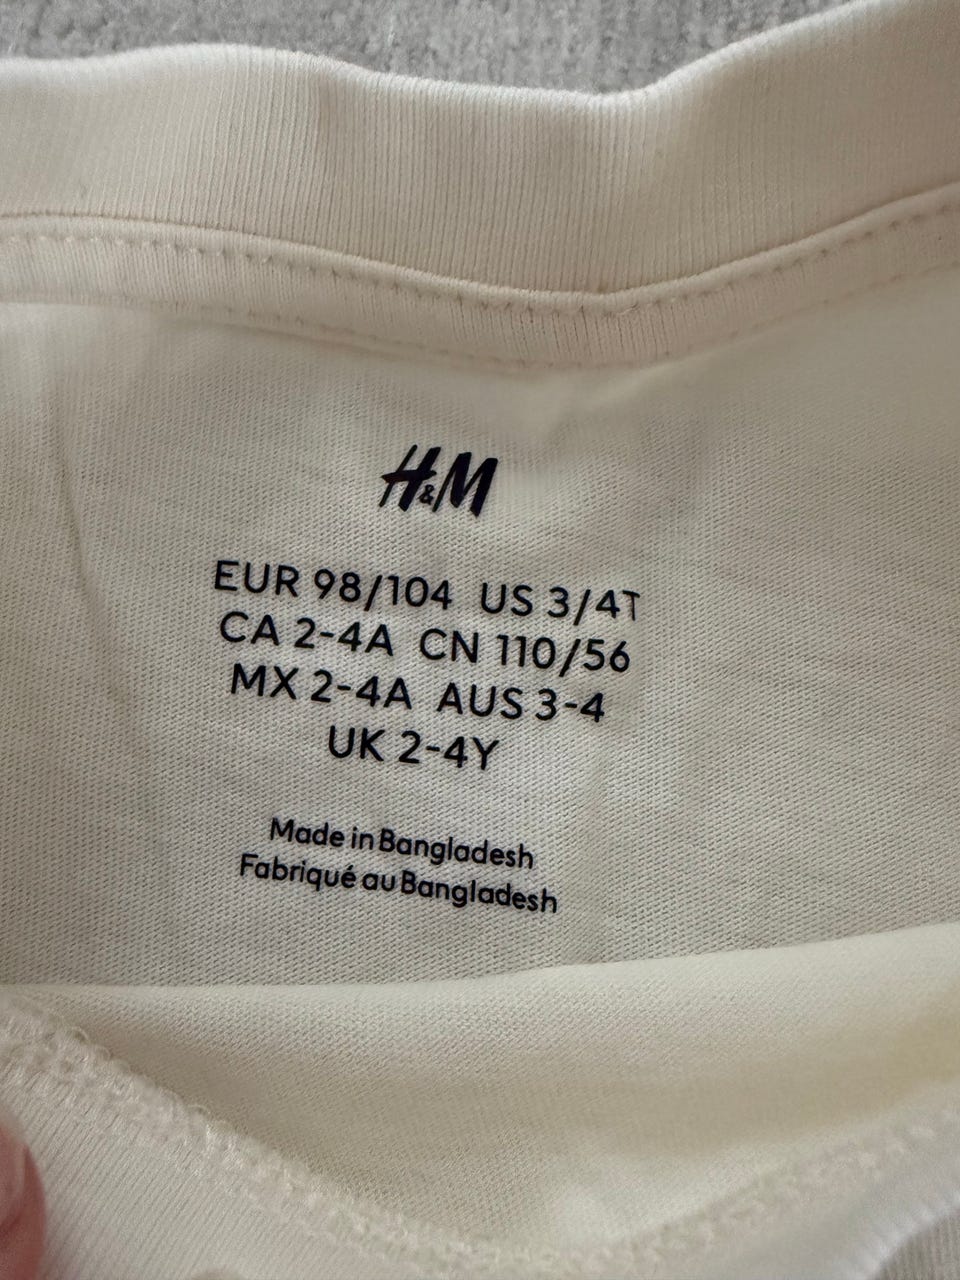 H&M
EUR 98/104 US 3/4T
CA 2-4A CN 110/56
MX 2-4A AUS 3-4
UK 2-4Y
Made in Bangladesh
Fabriqué au Bangladesh